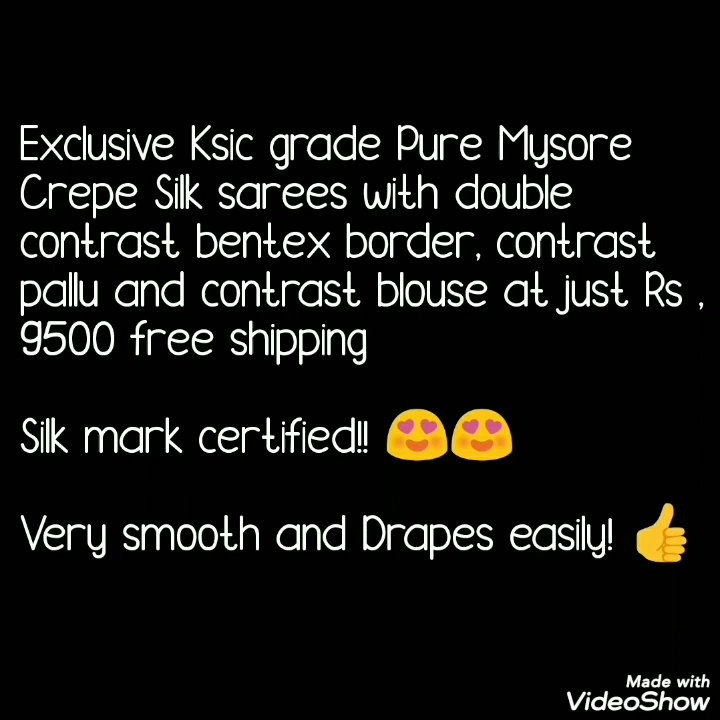 Exclusive Ksic grade Pure Mysore
Crepe Silk sarees with double
contrast bentex border, contrast
pallu and contrast blouse at just Rs ,
9500 free shipping
Silk mark certified!! 😍😍
Very smooth and Drapes easily! 👍
Made with
VideoShow